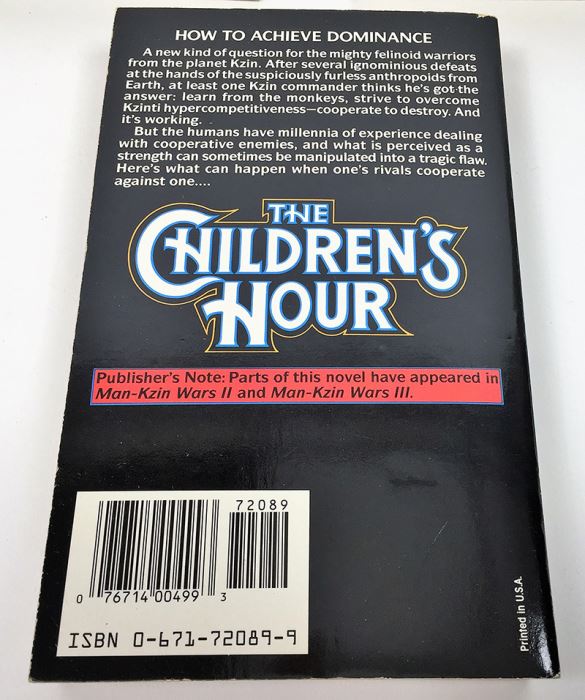 HOW TO ACHIEVE DOMINANCE
A new kind of question for the mighty felinoid warriors
from the planet Kzin. After several ignominious defeats
at the hands of the suspiciously furless anthropoids from
Earth, at least one Kzin commander thinks he's got the
answer: learn from the monkeys, strive to overcome
Kzinti hypercompetitiveness—cooperate to destroy. And
it's working.
But the humans have millennia of experience dealing
with cooperative enemies, and what is perceived as a
strength can sometimes be manipulated into a tragic flaw.
Here's what can happen when one's rivals cooperate
against one....
THE
CHILDREN'S
HOUR
Publisher's Note: Parts of this novel have appeared in
Man-Kzin Wars II and Man-Kzin Wars III.
72089
0 76714 00499 3
ISBN 0-671-72089-9
Printed in U.S.A.